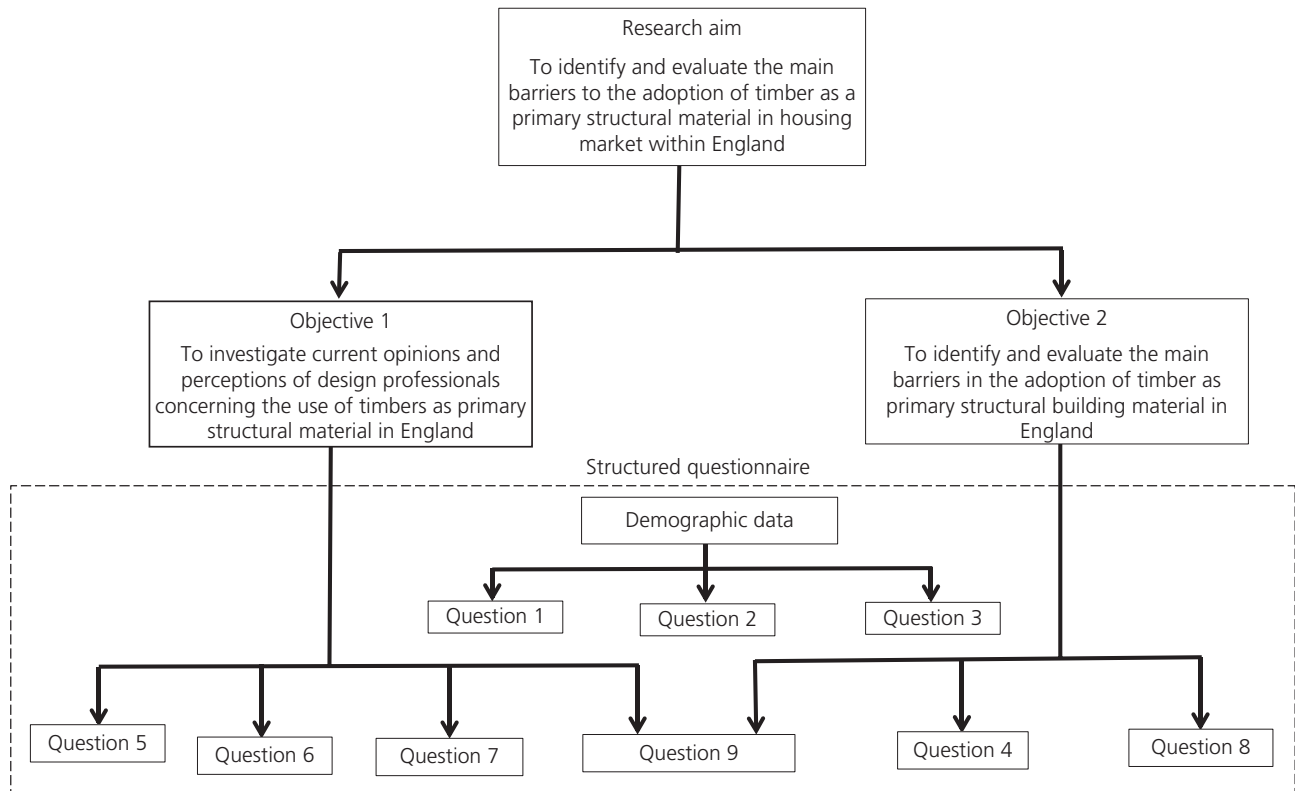 Research aim
To identify and evaluate the main
barriers to the adoption of timber as a
primary structural material in housing
market within England
Objective 1
To investigate current opinions and
perceptions of design professionals
concerning the use of timbers as primary
structural material in England
Objective 2
To identify and evaluate the main
barriers in the adoption of timber as
primary structural building material in
England
Structured questionnaire
Demographic data
Question 1
Question 2
Question 3
Question 5
Question 6
Question 7
Question 9
Question 4
Question 8